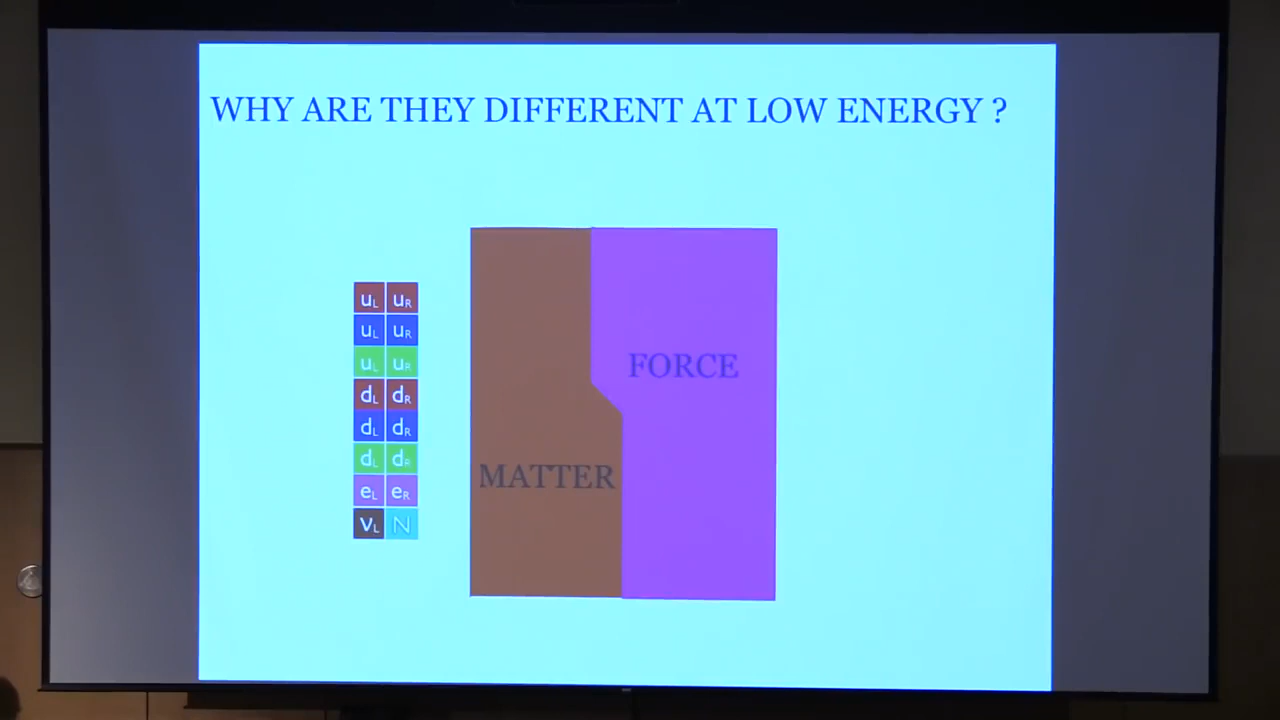 WHY ARE THEY DIFFERENT AT LOW ENERGY ?
uL uR
uL uR
uL uR
dL dR
dL dR
dL dR
eL eR
νL N
FORCE
MATTER